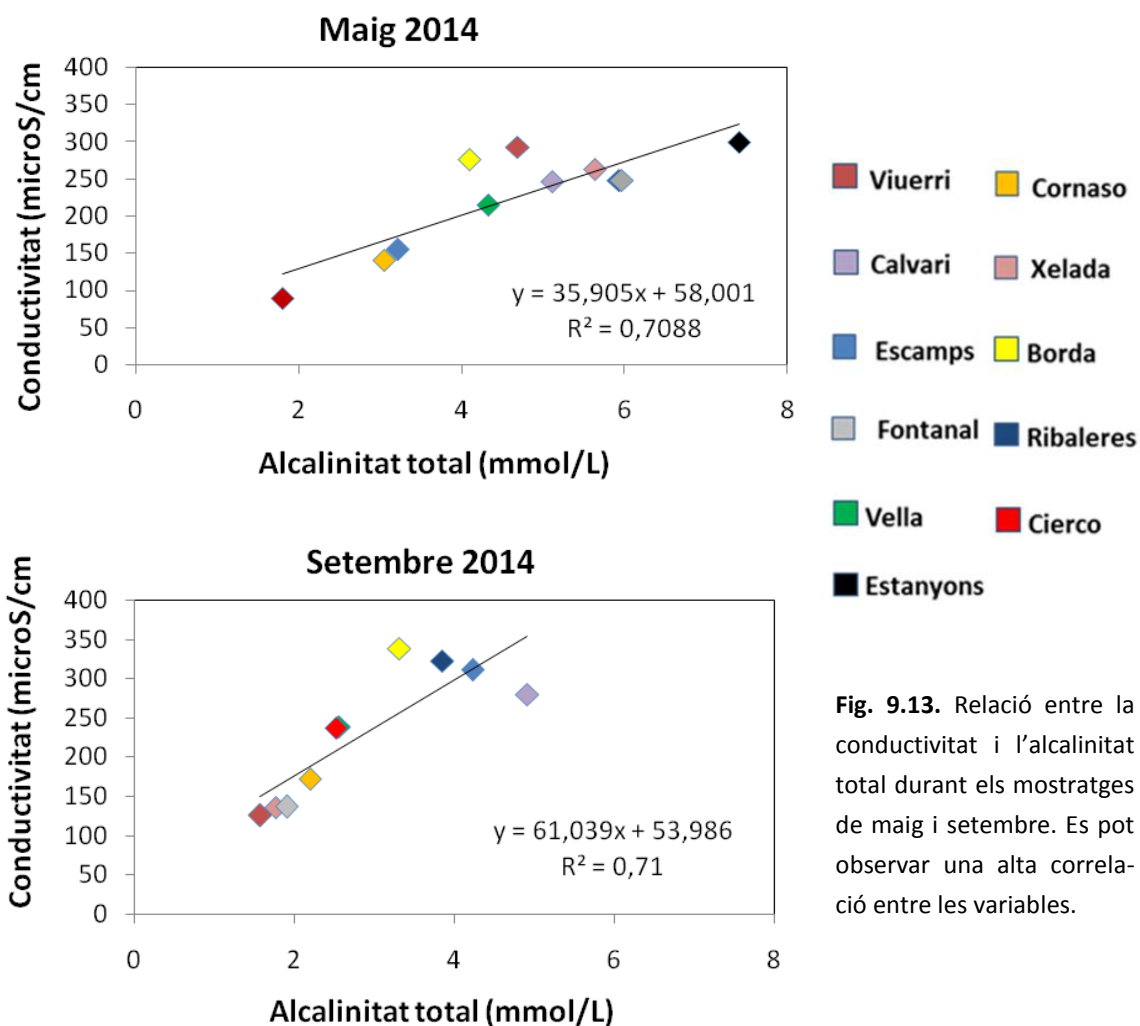 Maig 2014
400
350
300
250
200
150
100
50
0
Conductivitat (microS/cm
0 2 4 6 8
Alcalinitat total (mmol/L)
y = 35,905x + 58,001
R² = 0,7088
Viuerri Cornaso
Calvari Xelada
Escamps Borda
Fontanal Ribaleres
Vella Cierco
Estanyons
Setembre 2014
400
350
300
250
200
150
100
50
0
Conductivitat (microS/cm
0 2 4 6 8
Alcalinitat total (mmol/L)
y = 61,039x + 53,986
R² = 0,71
Fig. 9.13. Relació entre la
conductivitat i l’alcalinitat
total durant els mostratges
de maig i setembre. Es pot
observar una alta correla-
ció entre les variables.